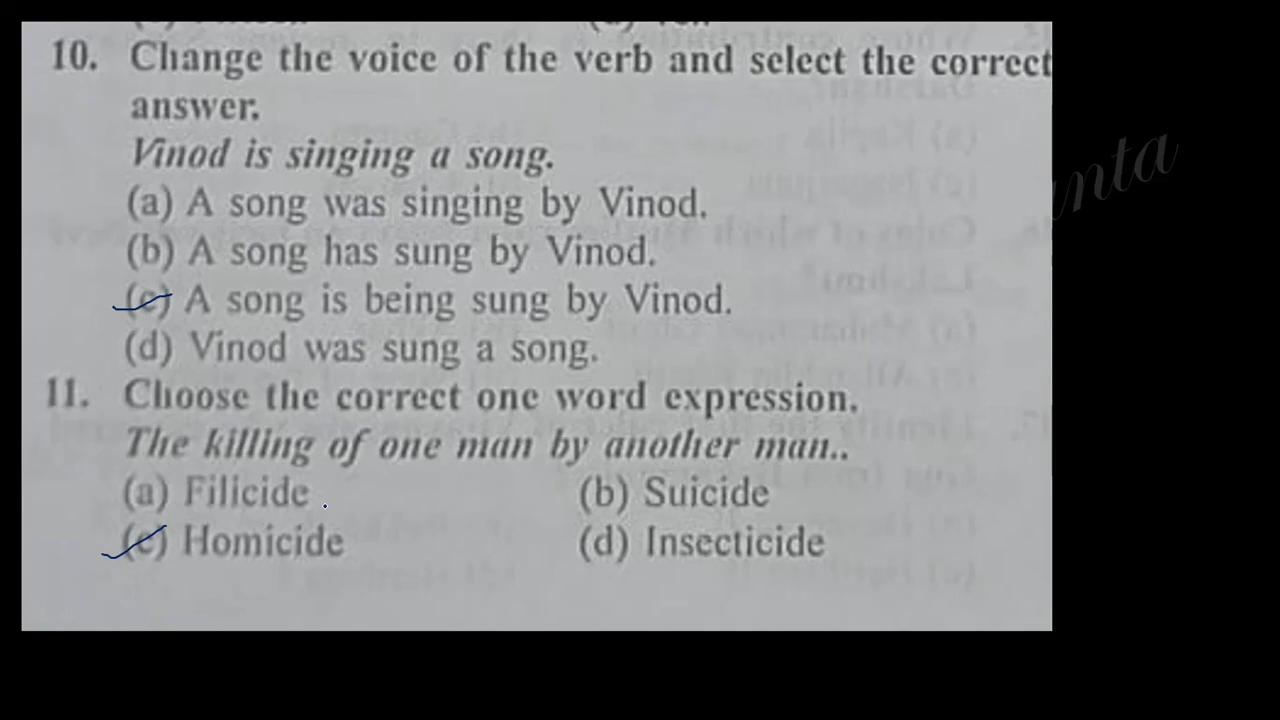 10. Change the voice of the verb and select the correct
answer.
Vinod is singing a song.
(a) A song was singing by Vinod.
(b) A song has sung by Vinod.
(c) A song is being sung by Vinod.
(d) Vinod was sung a song.
11. Choose the correct one word expression.
The killing of one man by another man..
(a) Filicide (b) Suicide
(c) Homicide (d) Insecticide